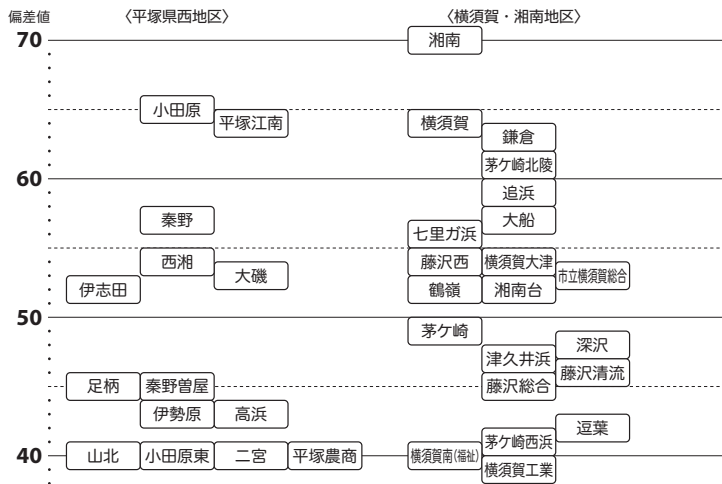 偏差値
〈平塚県西地区〉 〈横須賀・湘南地区〉
70
湘南
小田原
平塚江南
横須賀
鎌倉
茅ケ崎北陵
60
追浜
秦野
大船
七里ガ浜
西湘
大磯
藤沢西
横須賀大津
市立横須賀総合
伊志田
鶴嶺
湘南台
50
茅ケ崎
深沢
津久井浜
藤沢清流
足柄
秦野曽屋
藤沢総合
伊勢原
高浜
逗葉
茅ケ崎西浜
40
山北
小田原東
二宮
平塚農商
横須賀南(福祉)
横須賀工業